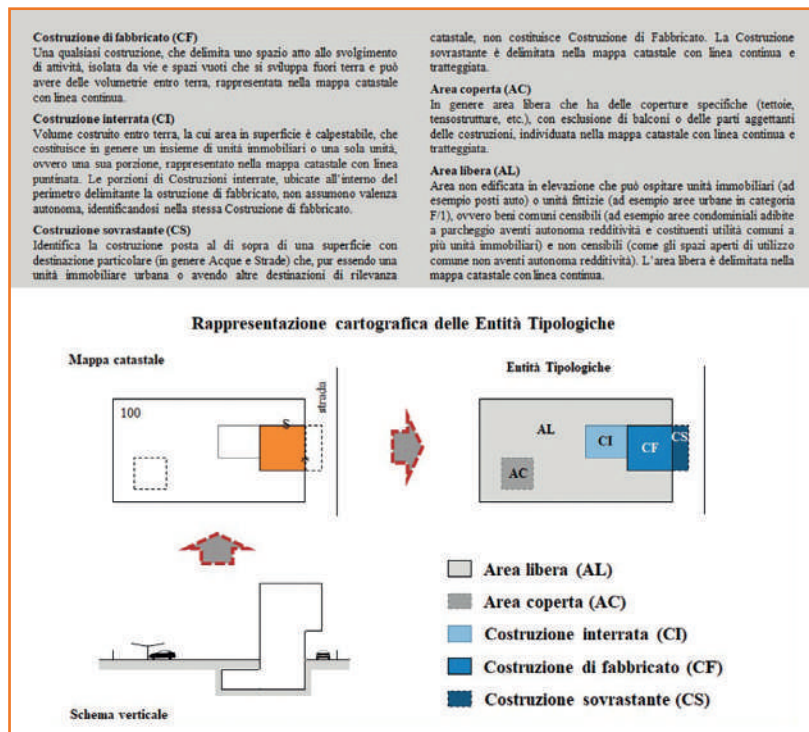 Costruzione di fabbricato (CF)
Una qualsiasi costruzione, che delimita uno spazio atto allo svolgimento
di attività, isolata da vie e spazi vuoti che si sviluppa fuori terra e può
avere delle volumetrie entro terra, rappresentata nella mappa catastale
con linea continua.
Costruzione interrata (CI)
Volume costruito entro terra, la cui area in superficie è calpestabile, che
costituisce in genere un insieme di unità immobiliari o una sola unità,
ovvero una sua porzione, rappresentato nella mappa catastale con linea
puntinata. Le porzioni di Costruzioni interrate, ubicate all'interno del
perimetro delimitante la ostruzione di fabbricato, non assumono valenza
autonoma, identificandosi nella stessa Costruzione di fabbricato.
Costruzione sovrastante (CS)
Identifica la costruzione posta al di sopra di una superficie con
destinazione particolare (in genere Acque e Strade) che, pur essendo una
unità immobiliare urbana o avendo altre destinazioni di rilevanza
catastale, non costituisce Costruzione di Fabbricato. La Costruzione
sovrastante è delimitata nella mappa catastale con linea continua e
tratteggiata.
Area coperta (AC)
In genere area libera che ha delle coperture specifiche (tettoie,
tensostrutture, etc.), con esclusione di balconi o delle parti aggettanti
delle costruzioni, individuata nella mappa catastale con linea continua e
tratteggiata.
Area libera (AL)
Area non edificata in elevazione che può ospitare unità immobiliari (ad
esempio posti auto) o unità fittizie (ad esempio aree urbane in categoria
F/1), ovvero beni comuni censibili (ad esempio aree condominiali adibite
a parcheggio aventi autonoma redditività e costituenti utilità comuni a
più unità immobiliari) e non censibili (come gli spazi aperti di utilizzo
comune non aventi autonoma redditività). L'area libera è delimitata nella
mappa catastale con linea continua.
Rappresentazione cartografica delle Entità Tipologiche
Mappa catastale
100
S
strada
Entità Tipologiche
AL
CI
CF
CS
AC
Schema verticale
Area libera (AL)
Area coperta (AC)
Costruzione interrata (CI)
Costruzione di fabbricato (CF)
Costruzione sovrastante (CS)